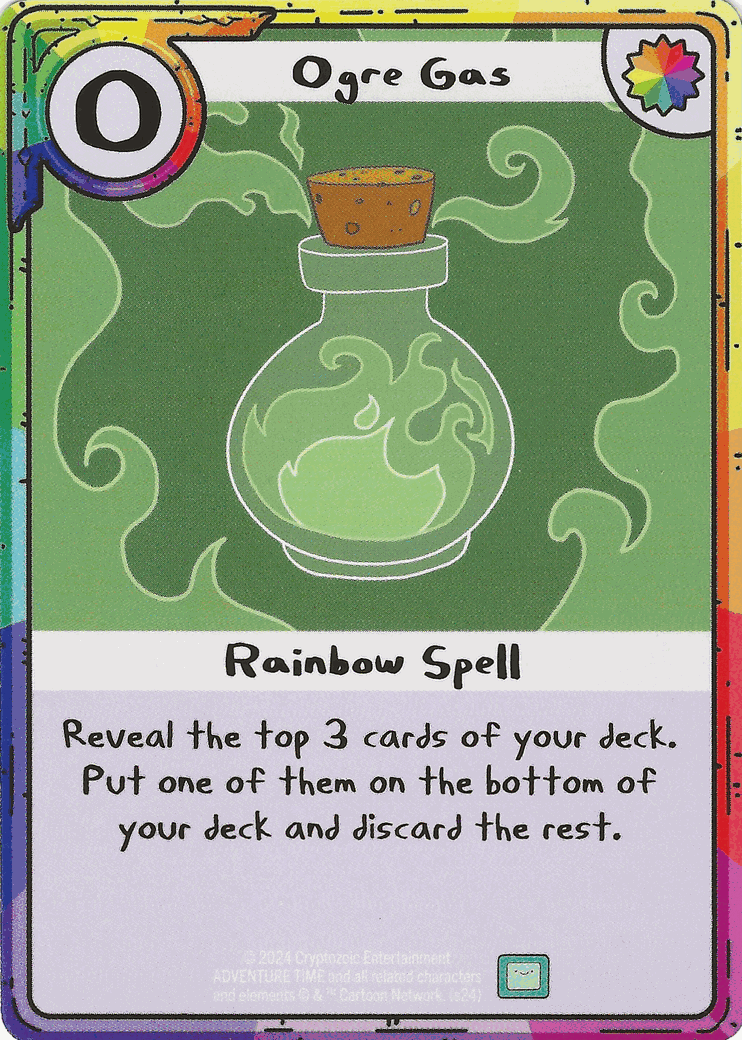 0
Ogre Gas
Rainbow Spell
Reveal the top 3 cards of your deck.
Put one of them on the bottom of
your deck and discard the rest.
© 2024 Cryptozoic Entertainment
ADVENTURE TIME and all related characters
and elements © & ™ Cartoon Network. (s24)